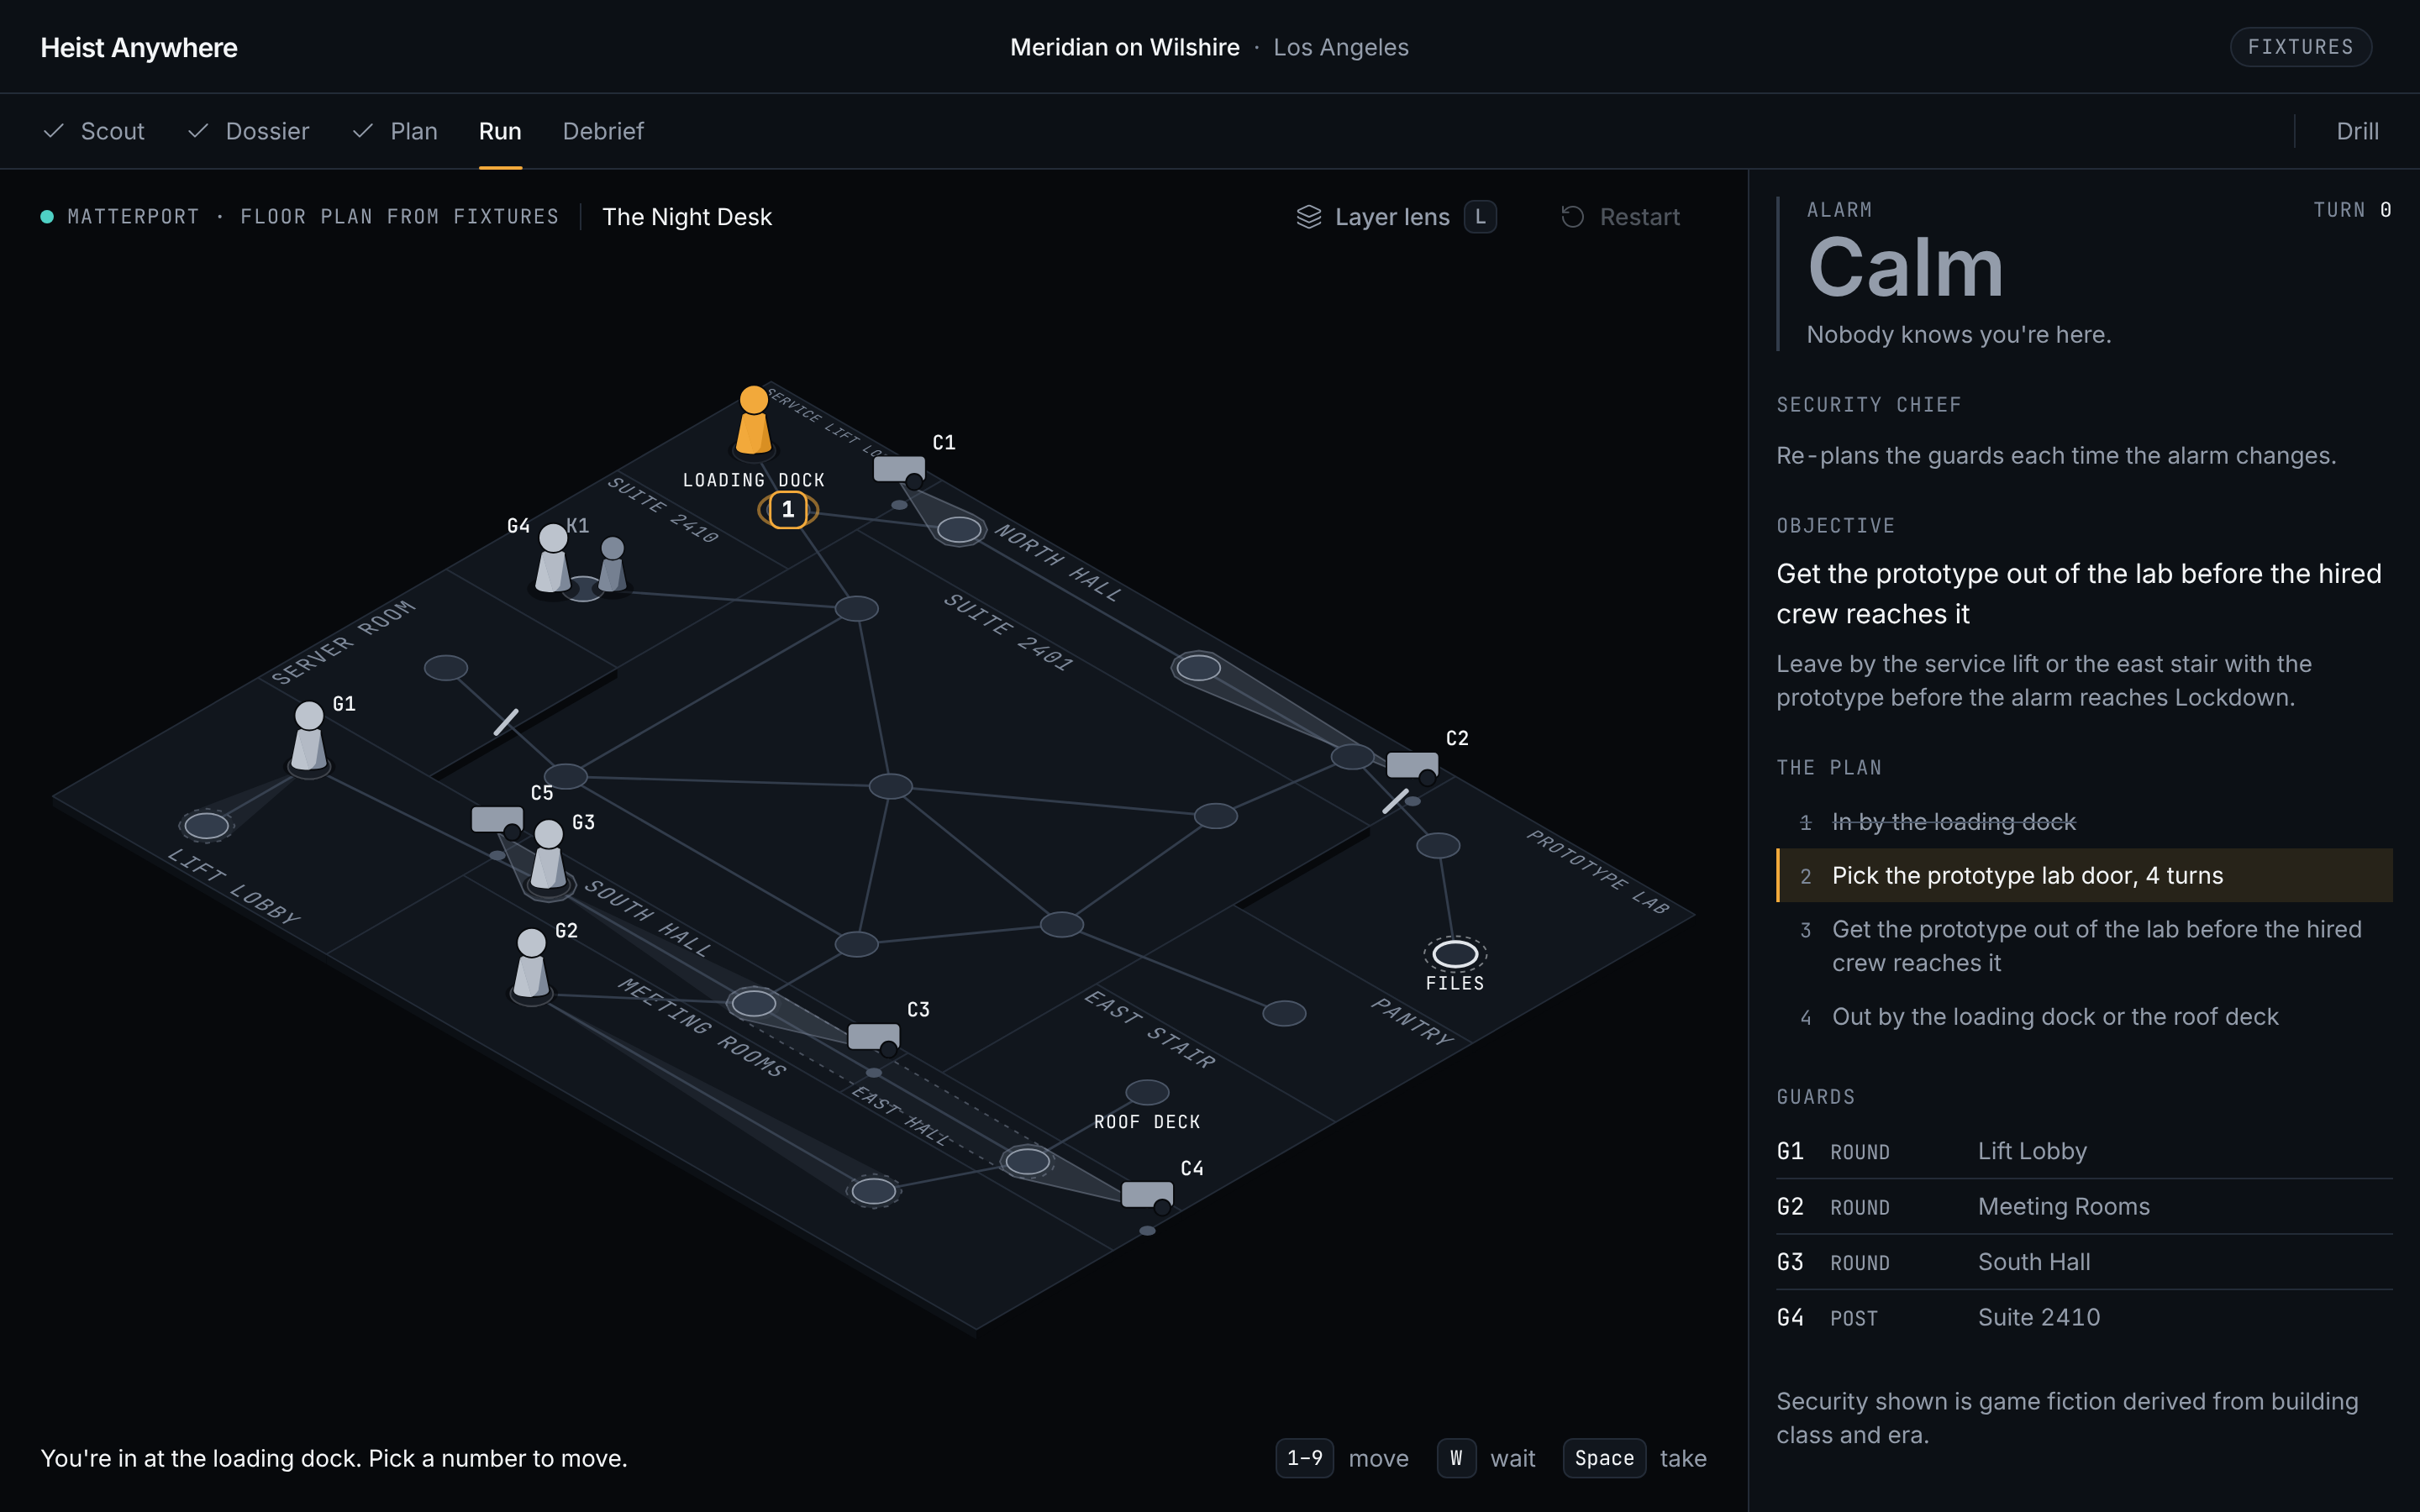 Heist Anywhere
Meridian on Wilshire · Los Angeles
FIXTURES
Scout
Dossier
Plan
Run
Debrief
Drill
MATTERPORT · FLOOR PLAN FROM FIXTURES
The Night Desk
Layer lens L
Restart
SERVICE LIFT
C1
LOADING DOCK
1
SUITE 2410
G4
K1
NORTH HALL
SUITE 2401
SERVER ROOM
G1
C2
C5
G3
PROTOTYPE LAB
LIFT LOBBY
SOUTH HALL
G2
FILES
MEETING ROOMS
C3
EAST STAIR
PANTRY
EAST HALL
ROOF DECK
C4
You're in at the loading dock. Pick a number to move.
1–9 move
W wait
Space take
ALARM
TURN 0
Calm
Nobody knows you're here.
SECURITY CHIEF
Re-plans the guards each time the alarm changes.
OBJECTIVE
Get the prototype out of the lab before the hired
crew reaches it
Leave by the service lift or the east stair with the
prototype before the alarm reaches Lockdown.
THE PLAN
1 In by the loading dock
2 Pick the prototype lab door, 4 turns
3 Get the prototype out of the lab before the hired
crew reaches it
4 Out by the loading dock or the roof deck
GUARDS
G1 ROUND Lift Lobby
G2 ROUND Meeting Rooms
G3 ROUND South Hall
G4 POST Suite 2410
Security shown is game fiction derived from building
class and era.